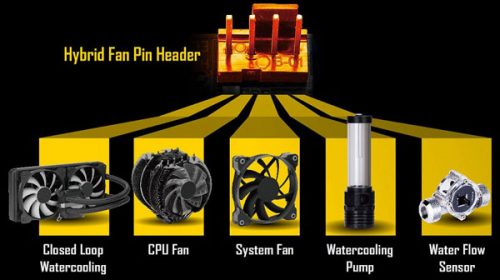 Hybrid Fan Pin Header
Closed Loop
Watercooling
CPU Fan
System Fan
Watercooling
Pump
Water Flow
Sensor